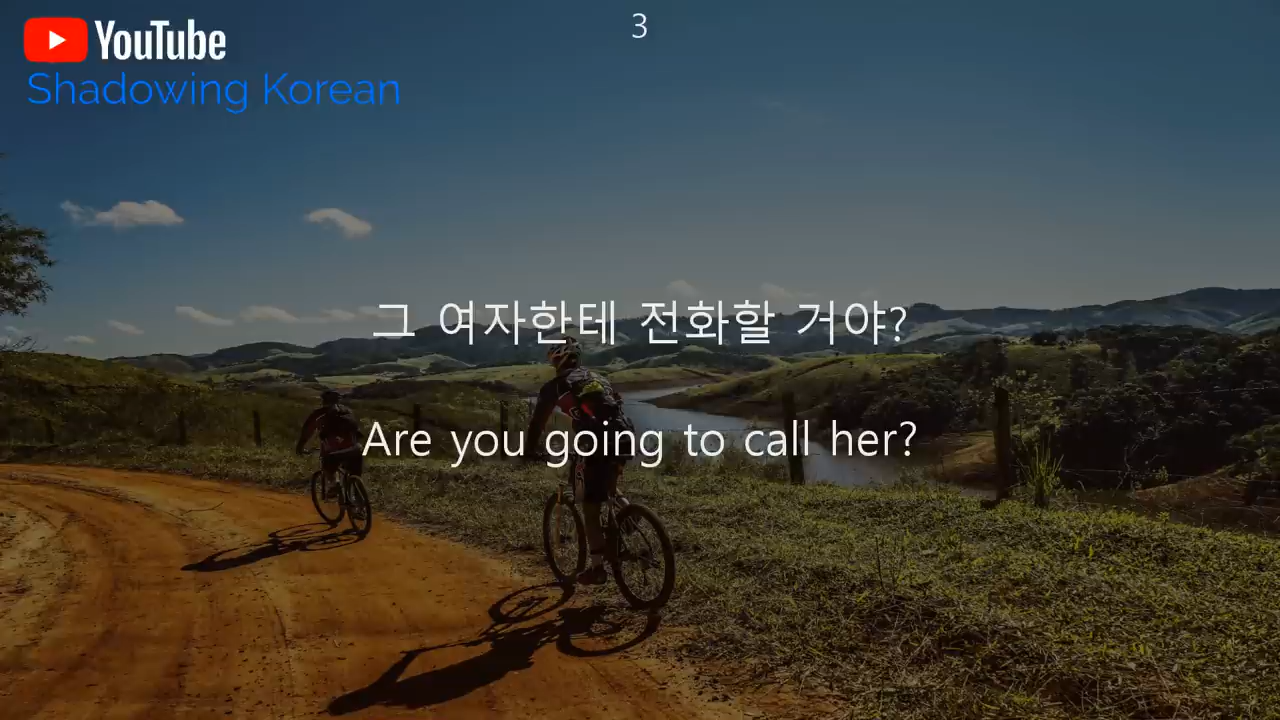 3
YouTube
Shadowing Korean
그 여자한테 전화할 거야?
Are you going to call her?